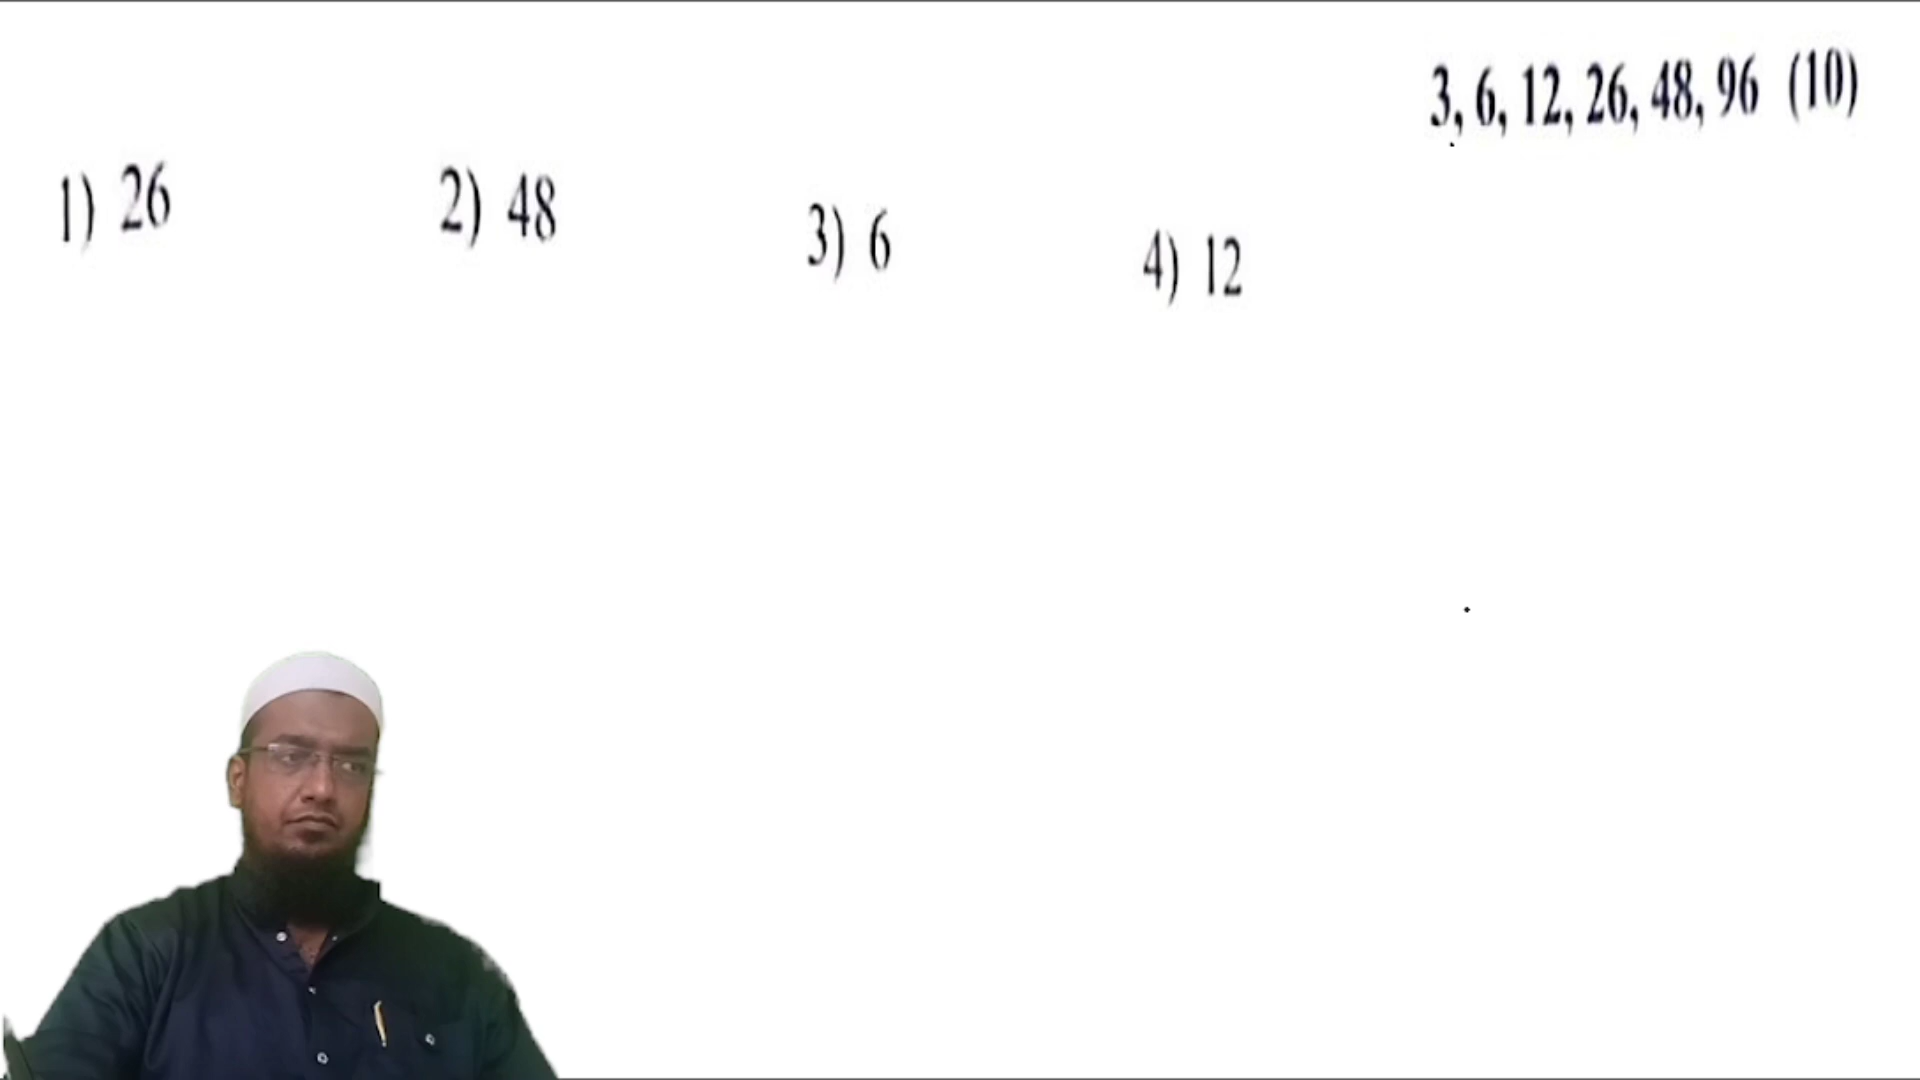 3, 6, 12, 26, 48, 96 (10)
1) 26 2) 48 3) 6 4) 12